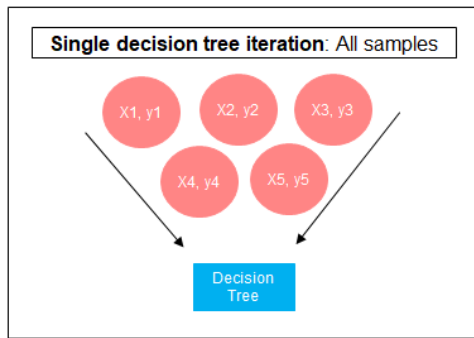 Single decision tree iteration: All samples
X1, y1
X2, y2
X3, y3
X4, y4
X5, y5
Decision
Tree